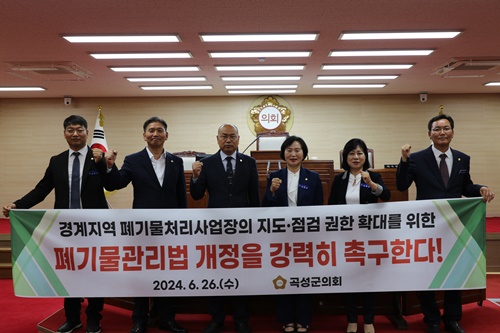 의회
경계지역 폐기물처리사업장의 지도·점검 권한 확대를 위한
폐기물관리법 개정을 강력히 촉구한다!
2024. 6. 26.(수)
곡성군의회